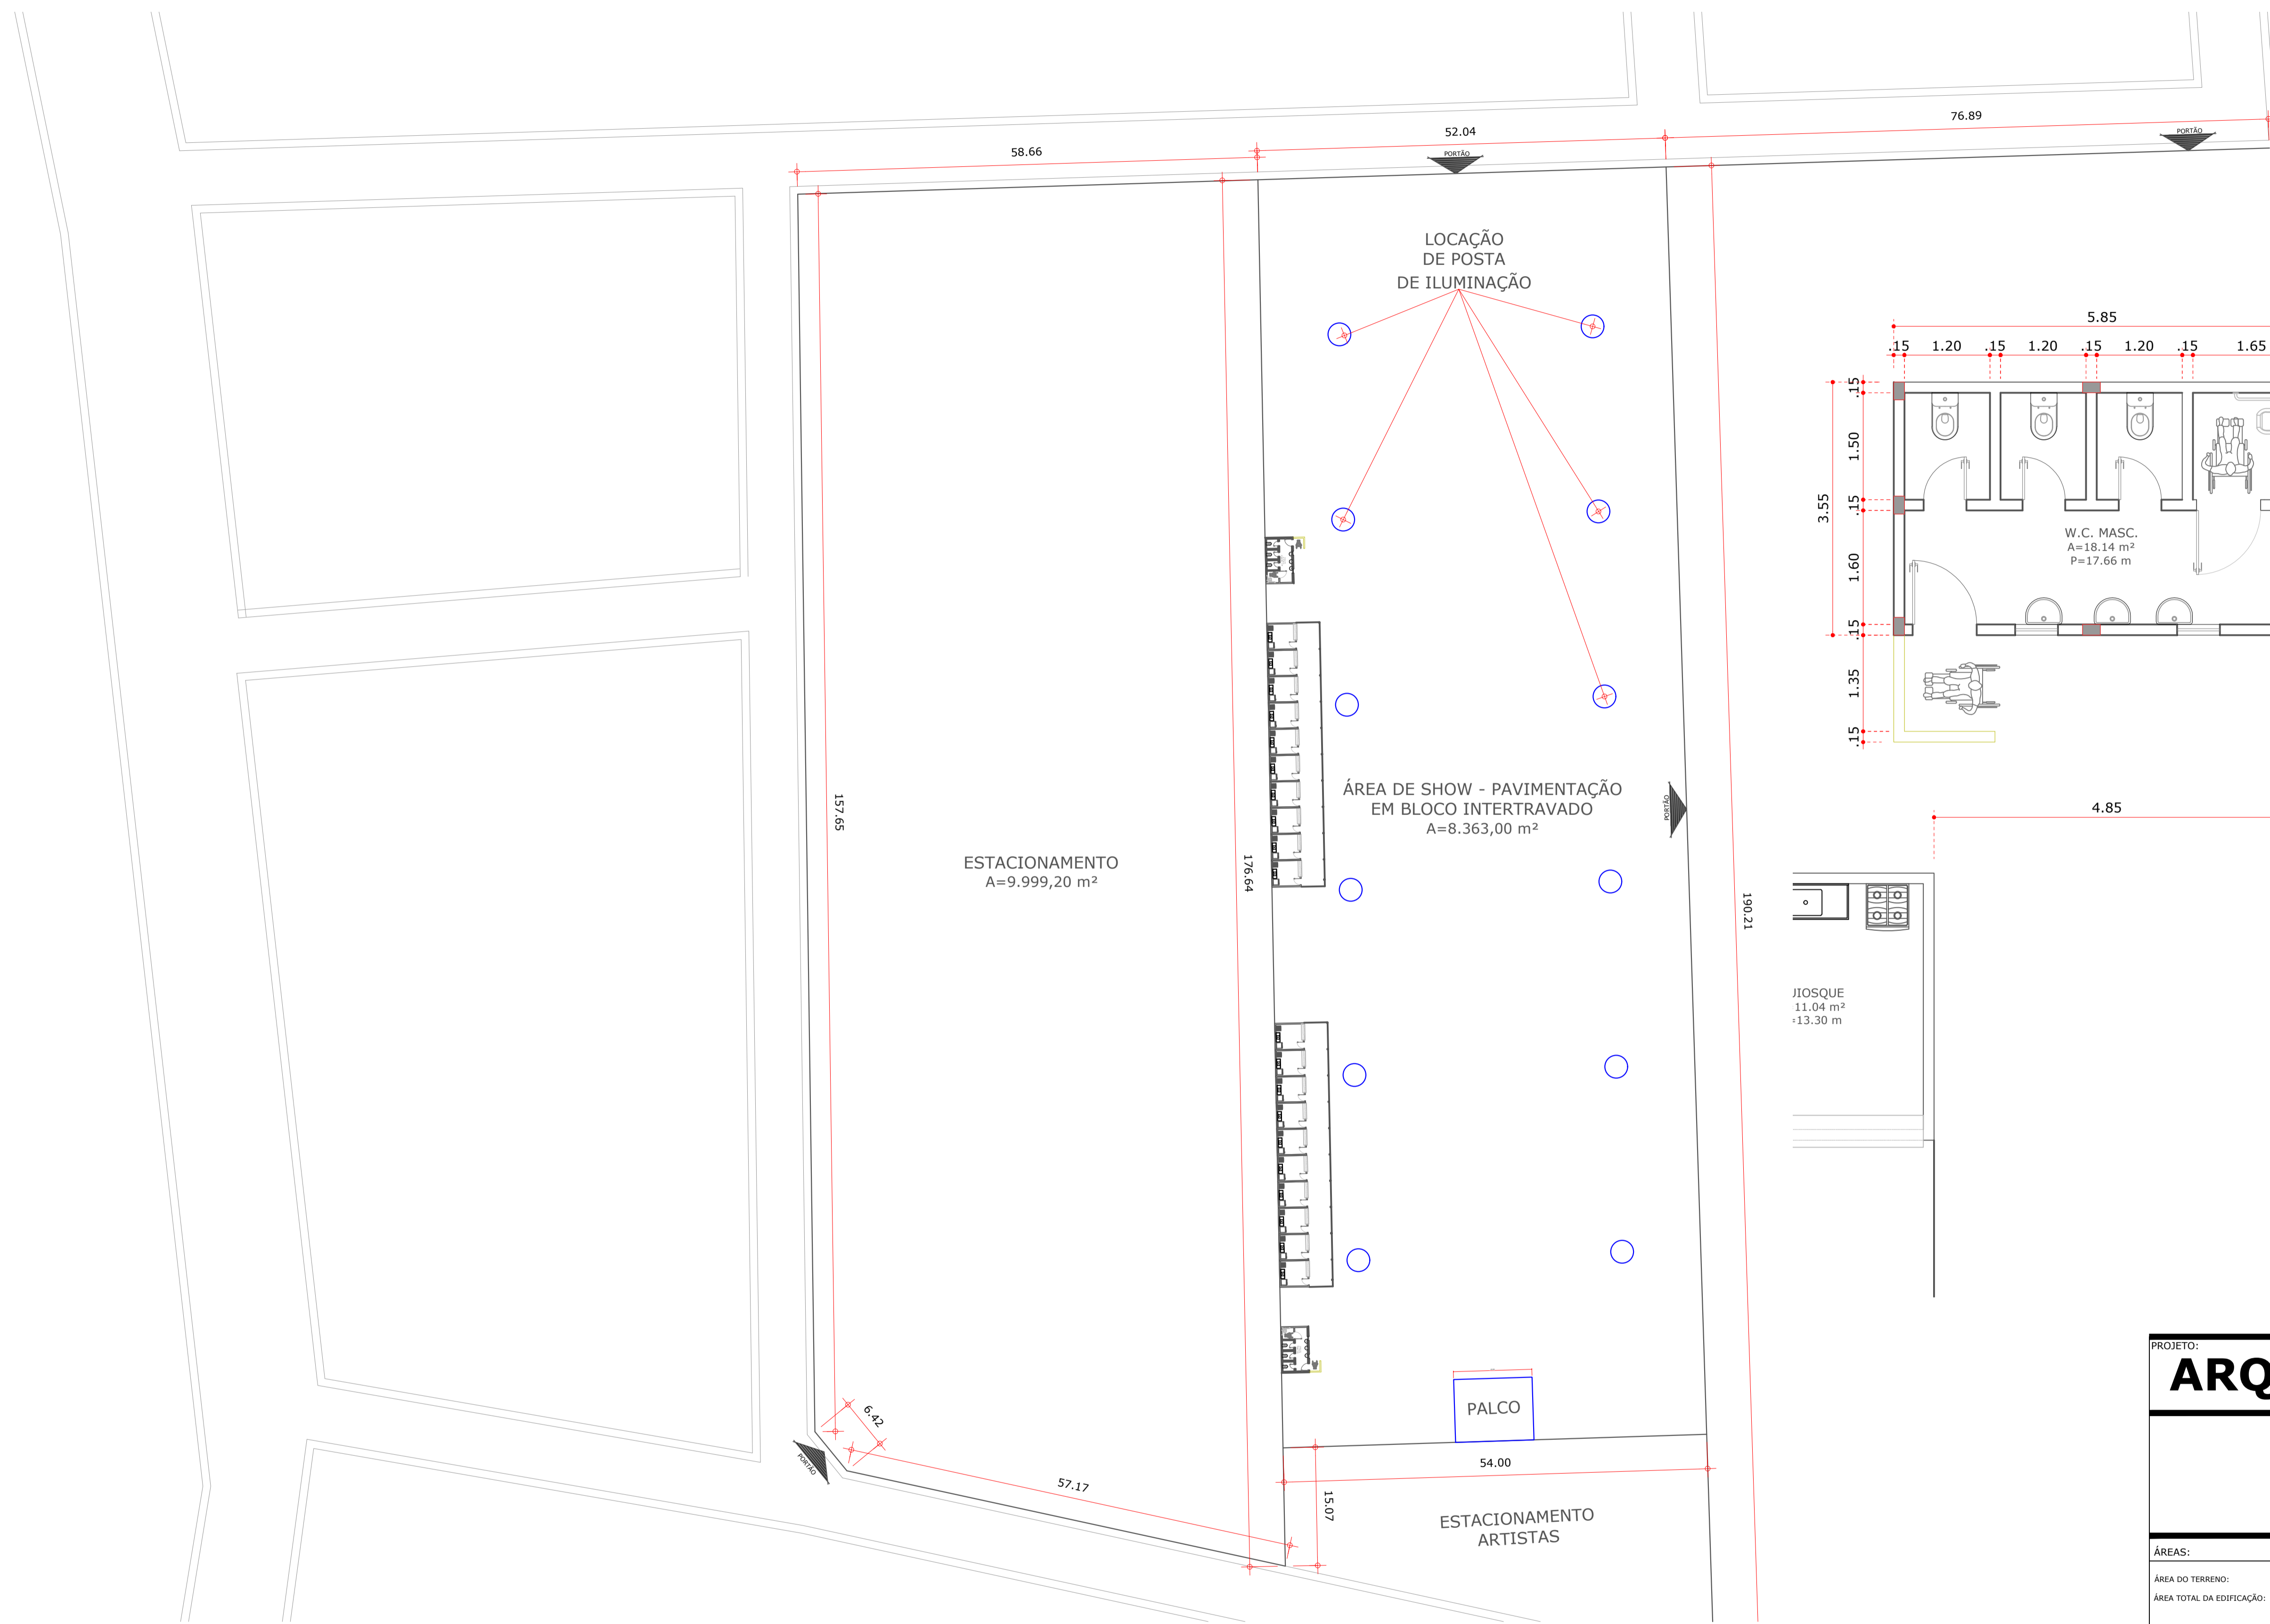 76.89
52.04
58.66
PORTÃO
PORTÃO
LOCAÇÃO
DE POSTA
DE ILUMINAÇÃO
5.85
.15 1.20 .15 1.20 .15 1.20 .15 1.65
.15
1.50
.15
3.55
1.60
.15
1.35
.15
W.C. MASC.
A=18.14 m²
P=17.66 m
157.65
176.64
190.21
ÁREA DE SHOW - PAVIMENTAÇÃO
EM BLOCO INTERTRAVADO
A=8.363,00 m²
PORTÃO
4.85
ESTACIONAMENTO
A=9.999,20 m²
JIOSQUE
11.04 m²
=13.30 m
PROJETO:
ARQ
PALCO
6.42
PORTÃO
57.17
54.00
15.07
ESTACIONAMENTO
ARTISTAS
ÁREAS:
ÁREA DO TERRENO:
ÁREA TOTAL DA EDIFICAÇÃO: